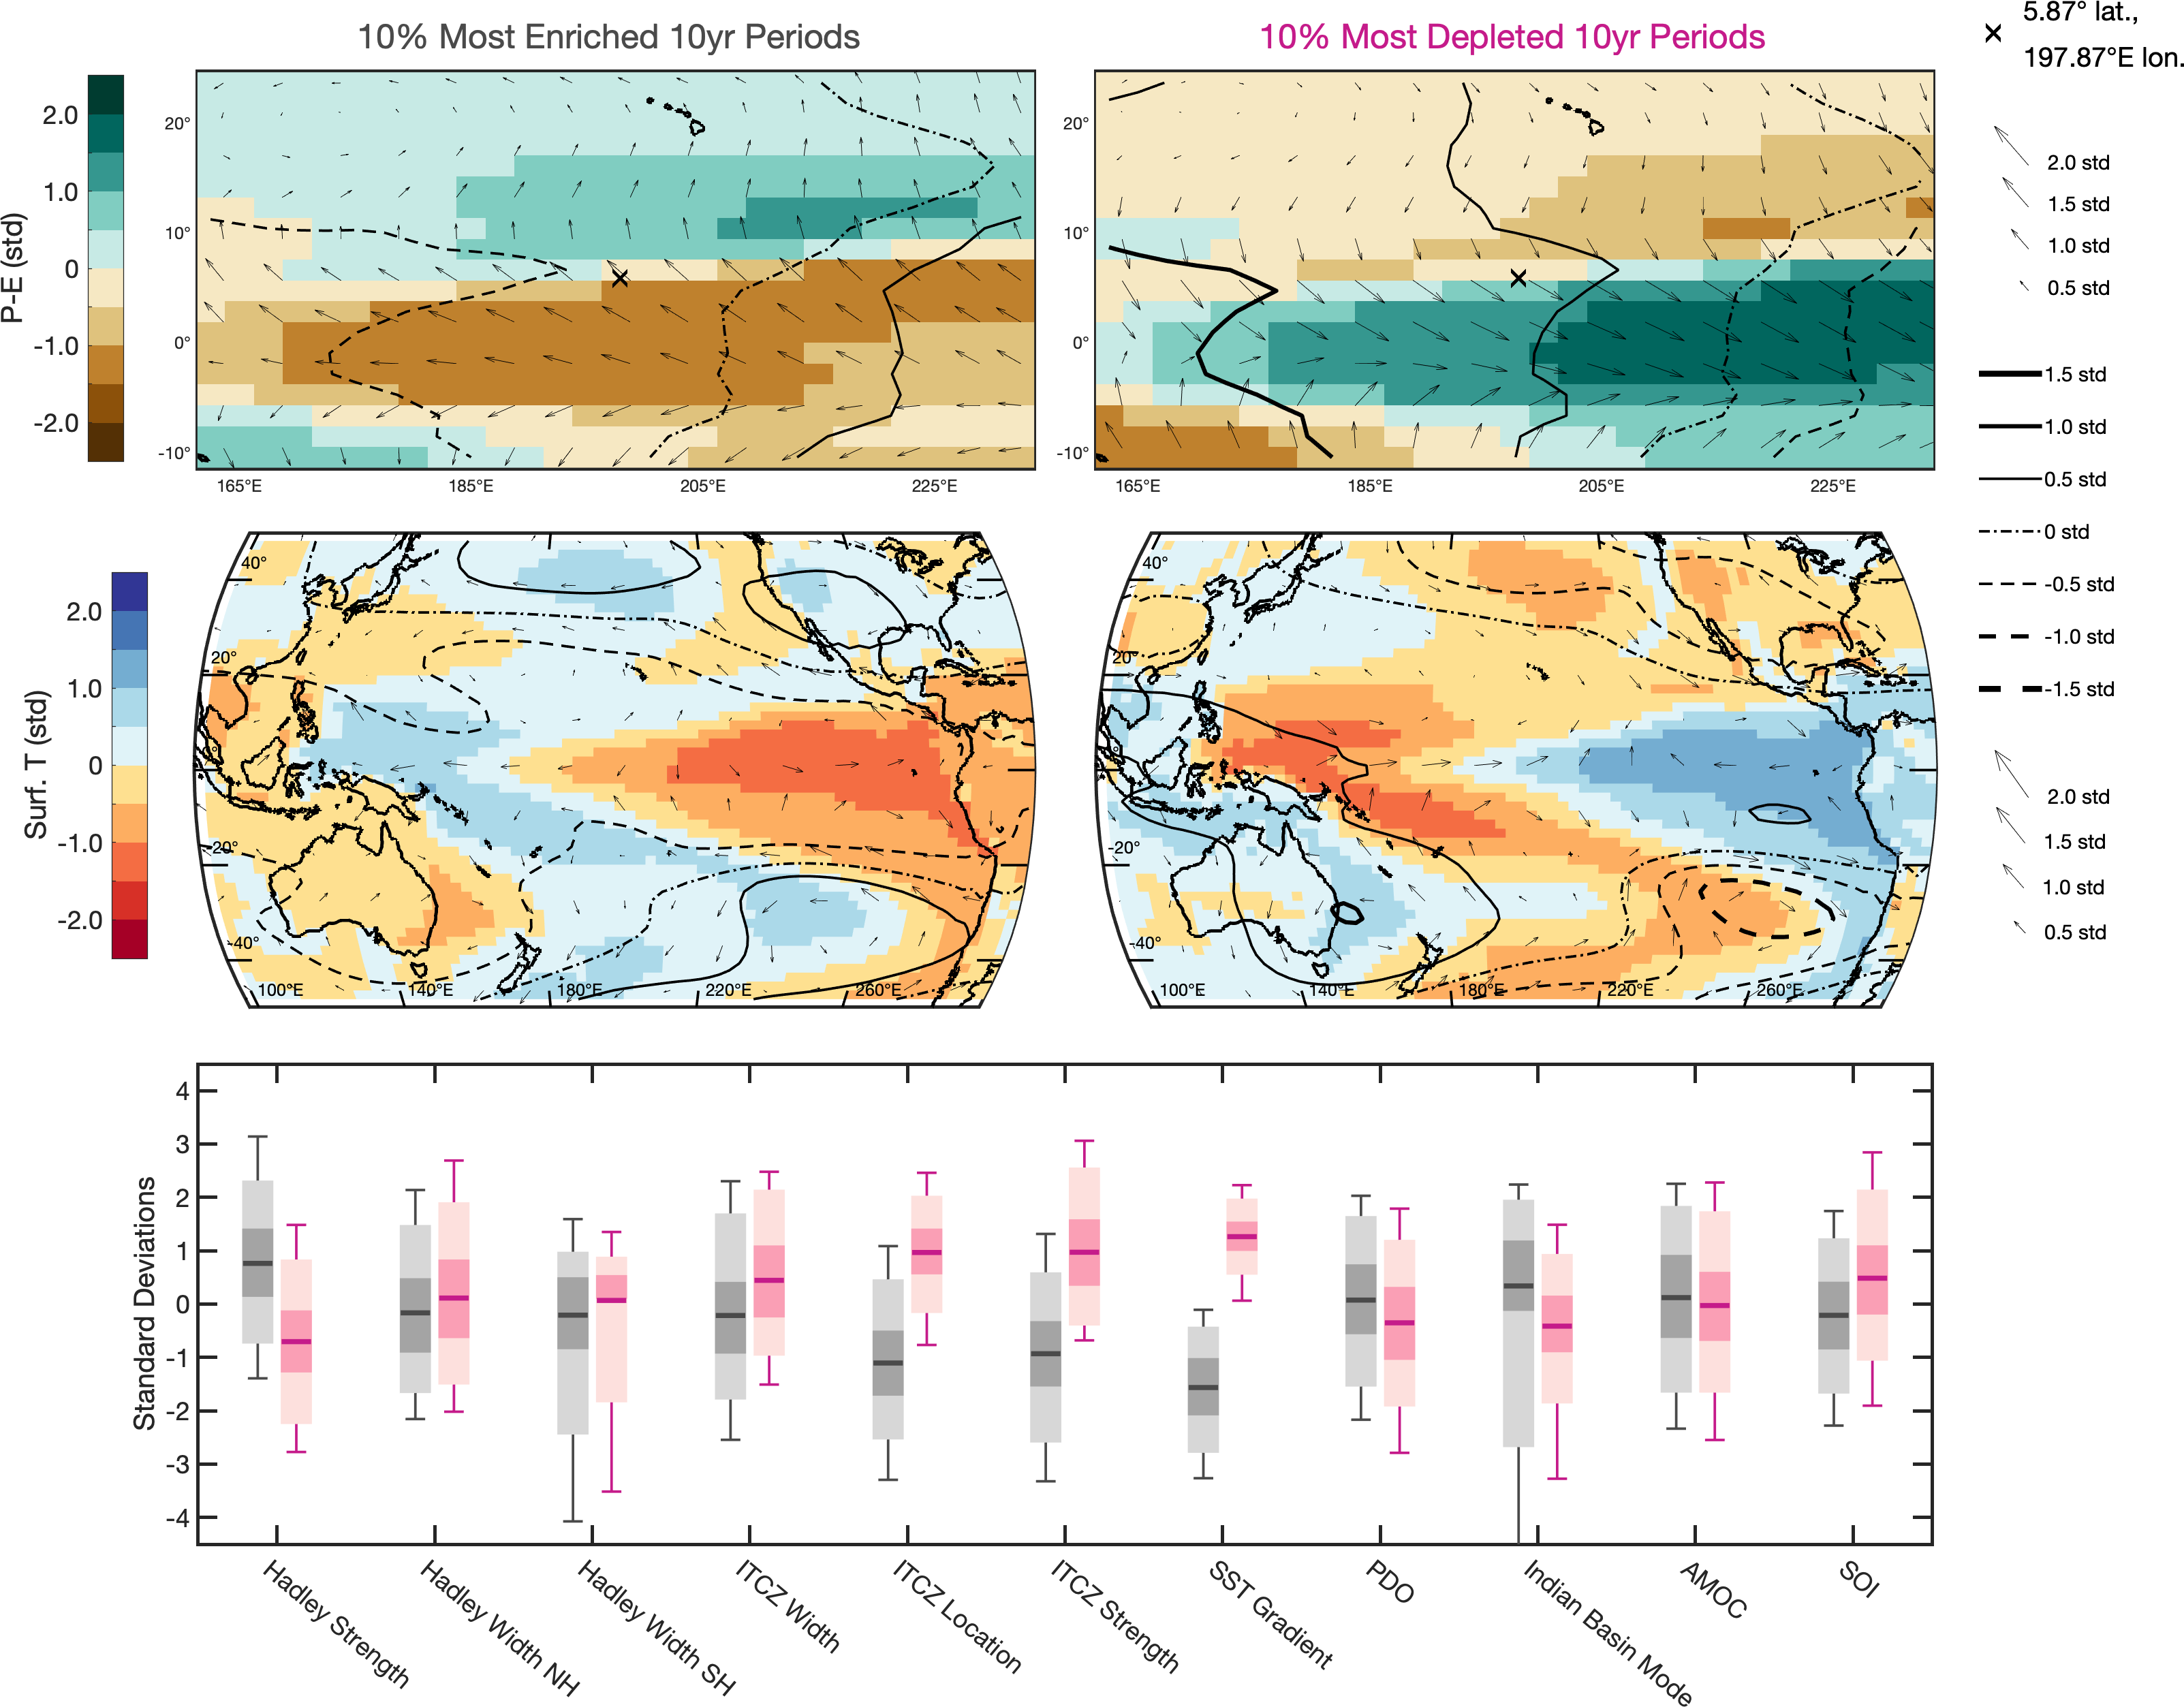 10% Most Enriched 10yr Periods
10% Most Depleted 10yr Periods
5.87° lat.,
197.87°E lon.
P-E (std)
2.0
1.0
0
-1.0
-2.0
20°
10°
0°
-10°
165°E
185°E
205°E
225°E
20°
10°
0°
-10°
165°E
185°E
205°E
225°E
2.0 std
1.5 std
1.0 std
0.5 std
1.5 std
1.0 std
0.5 std
0 std
-0.5 std
-1.0 std
-1.5 std
2.0 std
1.5 std
1.0 std
0.5 std
Surf. T (std)
2.0
1.0
0
-1.0
-2.0
40°
20°
0°
-20°
-40°
100°E
140°E
180°E
220°E
260°E
40°
20°
0°
-20°
-40°
100°E
140°E
180°E
220°E
260°E
Standard Deviations
4
3
2
1
0
-1
-2
-3
-4
Hadley Strength
Hadley Width NH
Hadley Width SH
ITCZ Width
ITCZ Location
ITCZ Strength
SST Gradient
PDO
Indian Basin Mode
AMOC
SOI